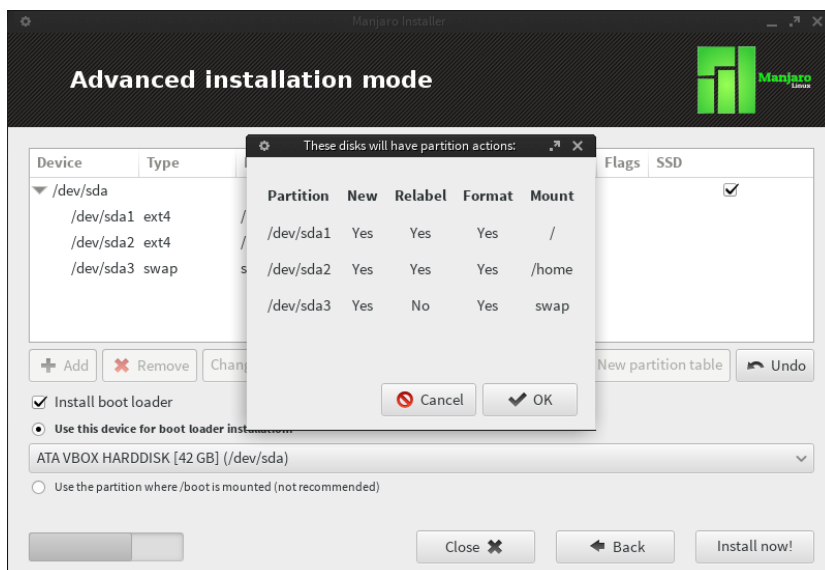 Manjaro Installer
Advanced installation mode
Manjaro
Linux
These disks will have partition actions:
Device Type Flags SSD
Partition New Relabel Format Mount
/dev/sda
/dev/sda1 ext4
/dev/sda1 Yes Yes Yes /
/dev/sda2 ext4
/dev/sda2 Yes Yes Yes /home
/dev/sda3 swap
/dev/sda3 Yes No Yes swap
Add Remove New partition table Undo
Cancel OK
Install boot loader
Use this device for boot loader
ATA VBOX HARDDISK [42 GB] (/dev/sda)
Use the partition where /boot is mounted (not recommended)
Close Back Install now!